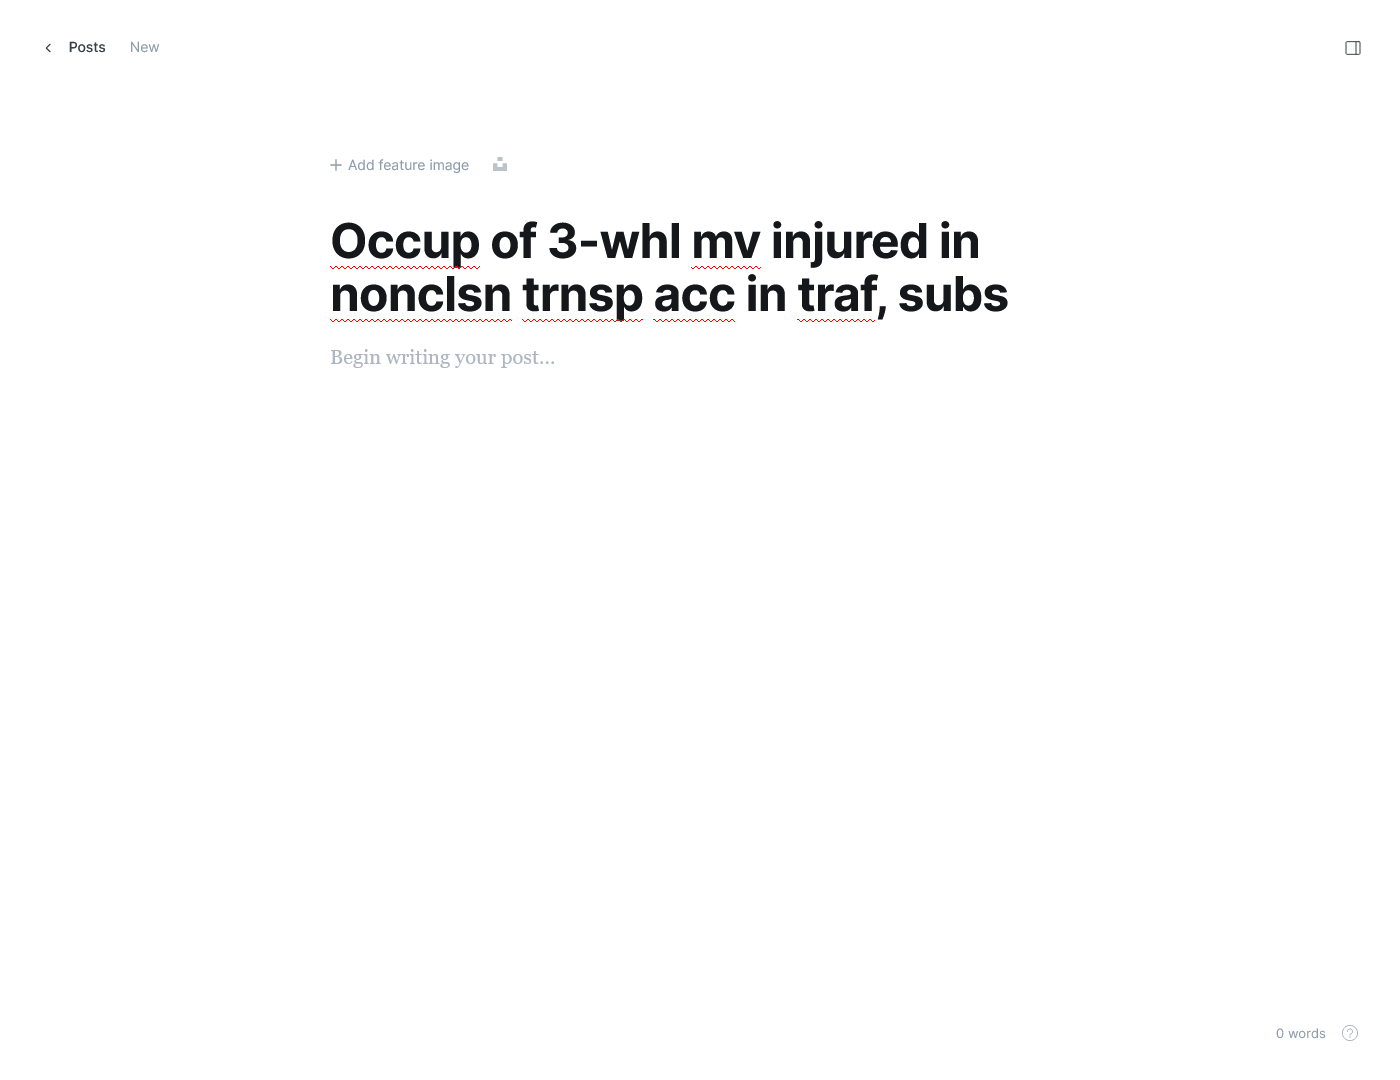 Posts New
Add feature image
Occup of 3-whl mv injured in
nonclsn trnsp acc in traf, subs
Begin writing your post...
0 words ?